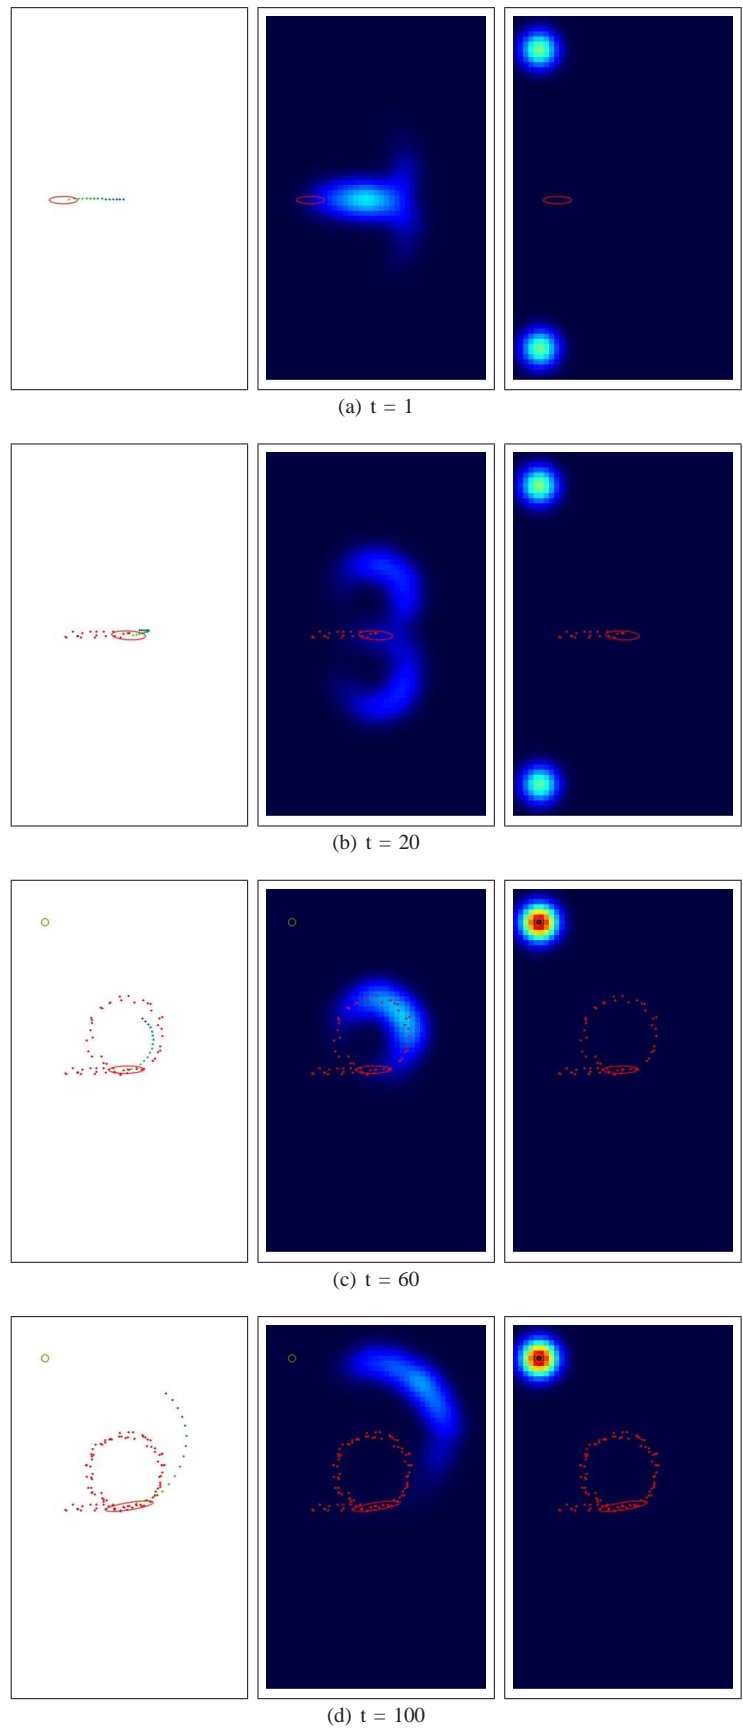 (a) t = 1
(b) t = 20
(c) t = 60
(d) t = 100